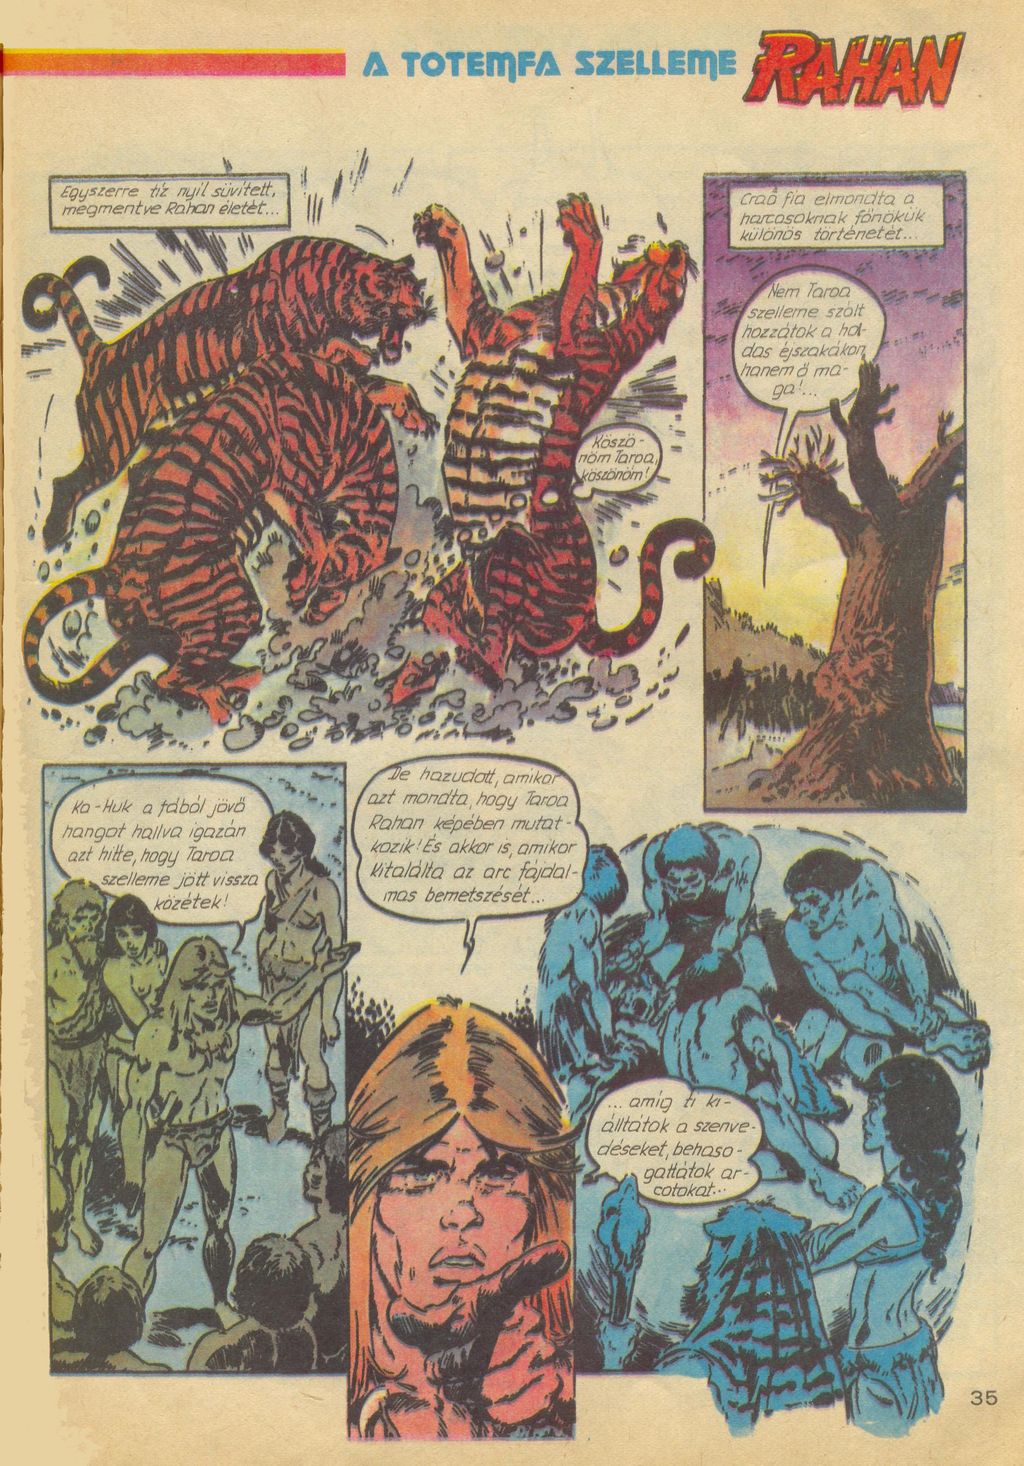 A TOTEMFA SZELLEME
RAHAN
Egyszerre tíz nyíl süvített,
megmentve Rahan életét...
Köszö-
nöm Taroa,
köszönöm!
Craô fia elmondta a
harcosoknak főnökük
különös történetét...
Nem Taroa
szelleme szólt
hozzátok a hol-
das éjszakákon,
hanem ő ma-
ga!...
Ka-Huk a fából jövő
hangot hallva igazán
azt hitte, hogy Taroa
szelleme jött vissza
közétek!
De hazudott, amikor
azt mondta, hogy Taroa
Rahan képében mutat-
kozik! És akkor is, amikor
kitalálta az arc fájdal-
mas bemetszését...
... amíg ti ki-
álltátok a szenve-
déseket, behaso-
gattátok ar-
cotokat...
35